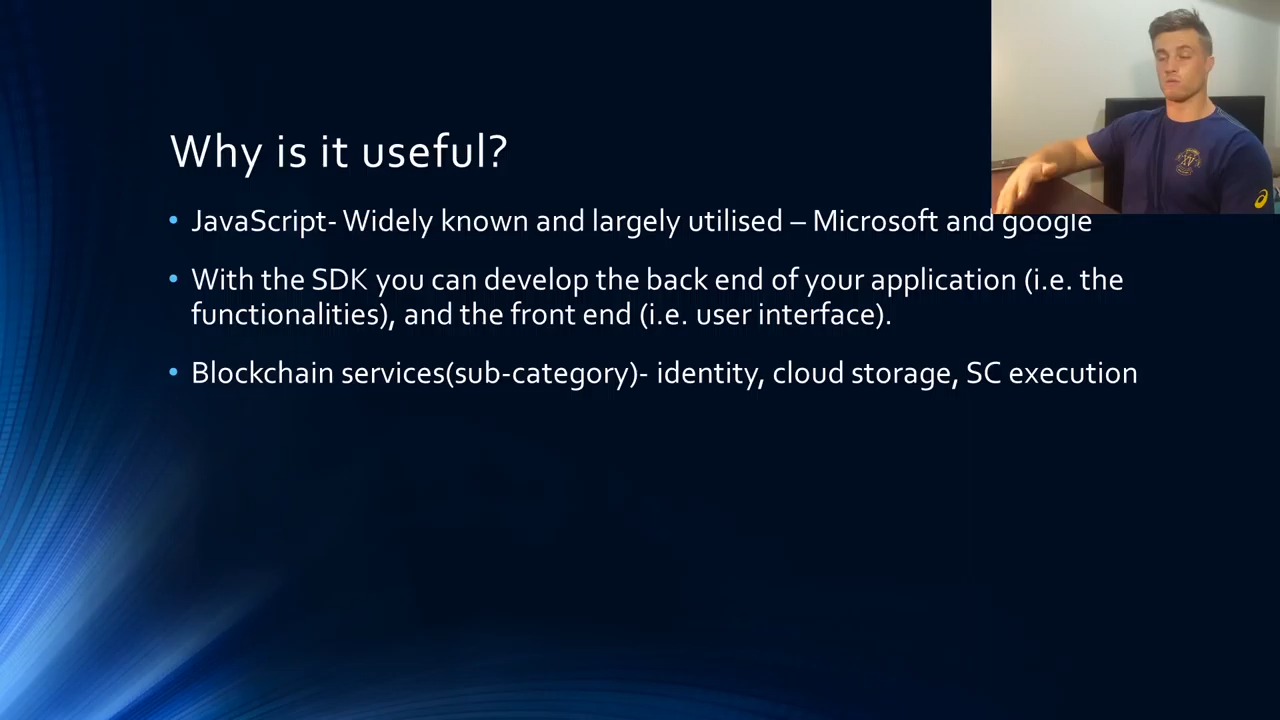 Why is it useful?
JavaScript- Widely known and largely utilised – Microsoft and google
With the SDK you can develop the back end of your application (i.e. the
functionalities), and the front end (i.e. user interface).
Blockchain services(sub-category)- identity, cloud storage, SC execution
XV